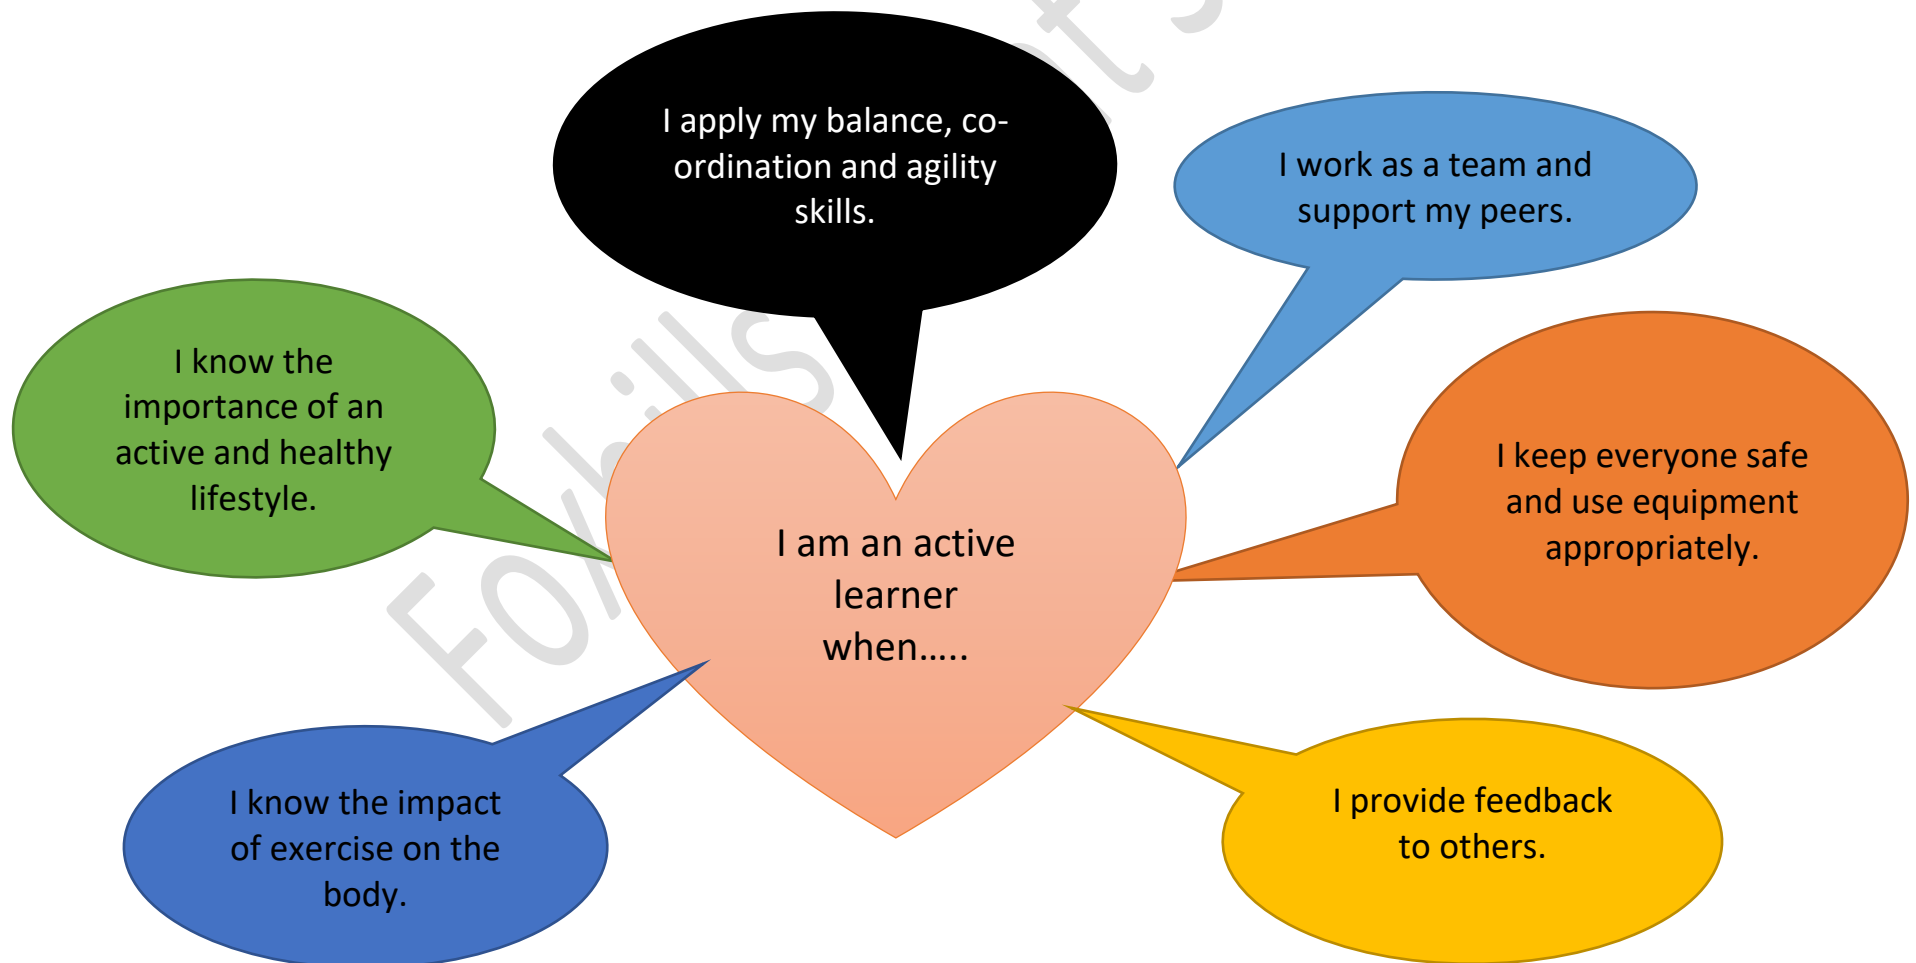 I apply my balance, co-
ordination and agility
skills.
I work as a team and
support my peers.
I know the
importance of an
active and healthy
lifestyle.
I keep everyone safe
and use equipment
appropriately.
I am an active
learner
when.....
I know the impact
of exercise on the
body.
I provide feedback
to others.